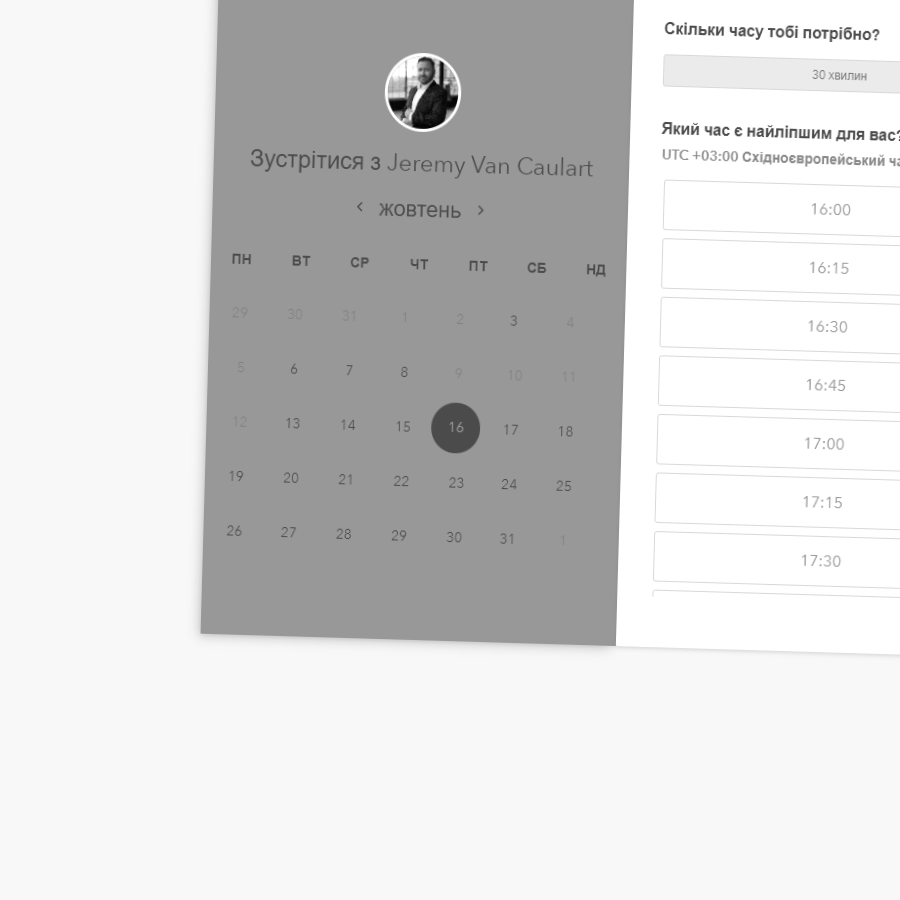 Зустрітися з Jeremy Van Caulart
жовтень
ПН ВТ СР ЧТ ПТ СБ НД
29 30 31 1 2 3 4
5 6 7 8 9 10 11
12 13 14 15 16 17 18
19 20 21 22 23 24 25
26 27 28 29 30 31 1
Скільки часу тобі потрібно?
30 хвилин
Який час є найліпшим для вас?
UTC +03:00 Східноєвропейський
16:00
16:15
16:30
16:45
17:00
17:15
17:30